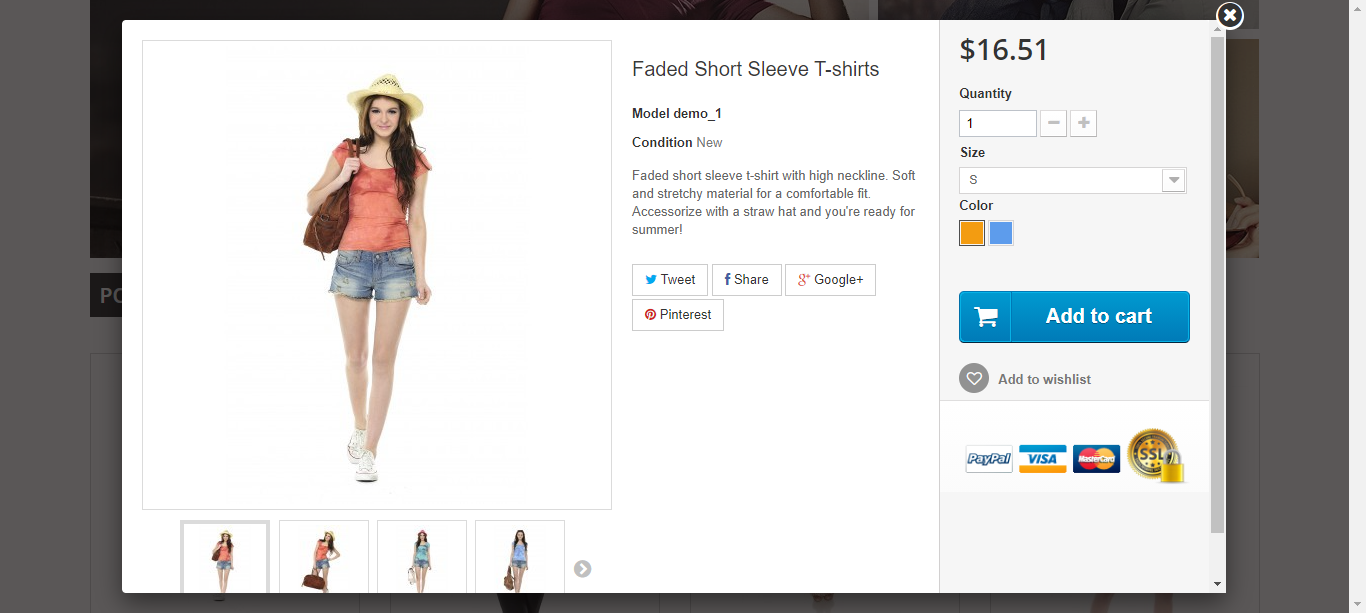 Faded Short Sleeve T-shirts
Model demo_1
Condition New
Faded short sleeve t-shirt with high neckline. Soft
and stretchy material for a comfortable fit.
Accessorize with a straw hat and you're ready for
summer!
Tweet
Share
Google+
Pinterest
$16.51
Quantity
1
Size
S
Color
Add to cart
Add to wishlist
PayPal
VISA
MasterCard
SSL
PO